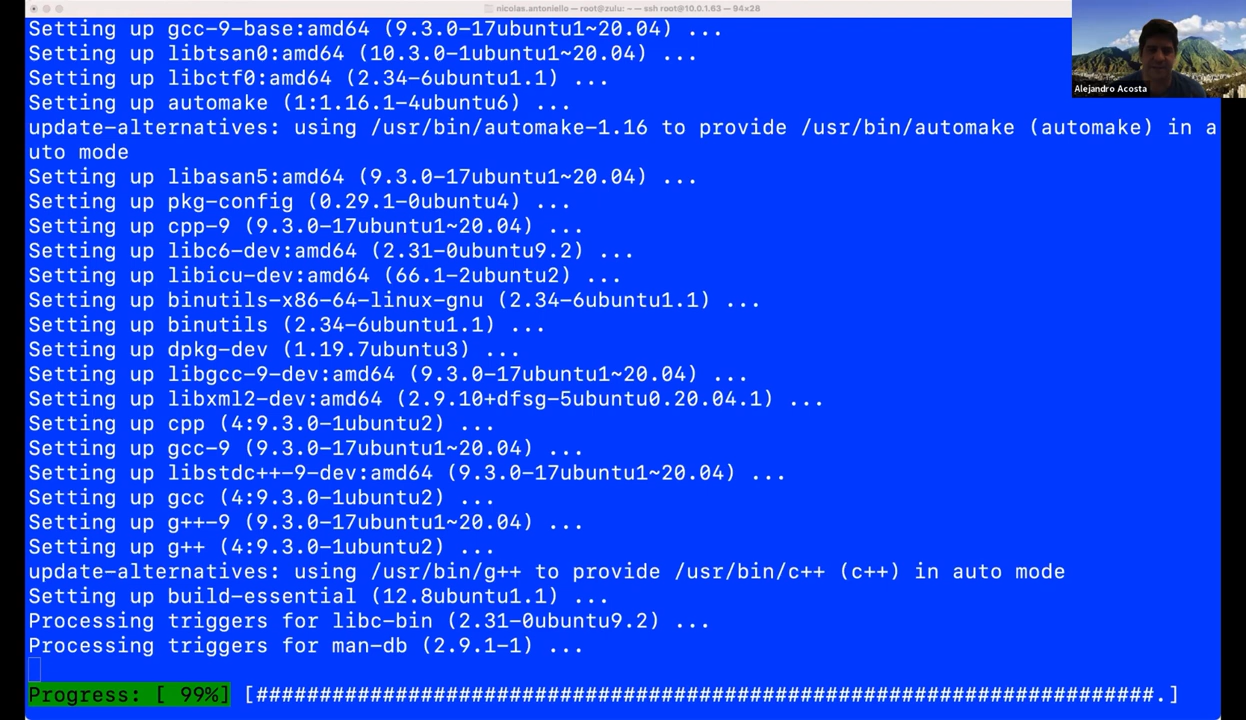 nicolas.antoniello — root@zulu: ~ — ssh root@10.0.1.63 — 94×28
Setting up gcc-9-base:amd64 (9.3.0-17ubuntu1~20.04) ...
Setting up libtsan0:amd64 (10.3.0-1ubuntu1~20.04) ...
Setting up libctf0:amd64 (2.34-6ubuntu1.1) ...
Setting up automake (1:1.16.1-4ubuntu6) ...
update-alternatives: using /usr/bin/automake-1.16 to provide /usr/bin/automake (automake) in a
uto mode
Setting up libasan5:amd64 (9.3.0-17ubuntu1~20.04) ...
Setting up pkg-config (0.29.1-0ubuntu4) ...
Setting up cpp-9 (9.3.0-17ubuntu1~20.04) ...
Setting up libc6-dev:amd64 (2.31-0ubuntu9.2) ...
Setting up libicu-dev:amd64 (66.1-2ubuntu2) ...
Setting up binutils-x86-64-linux-gnu (2.34-6ubuntu1.1) ...
Setting up binutils (2.34-6ubuntu1.1) ...
Setting up dpkg-dev (1.19.7ubuntu3) ...
Setting up libgcc-9-dev:amd64 (9.3.0-17ubuntu1~20.04) ...
Setting up libxml2-dev:amd64 (2.9.10+dfsg-5ubuntu0.20.04.1) ...
Setting up cpp (4:9.3.0-1ubuntu2) ...
Setting up gcc-9 (9.3.0-17ubuntu1~20.04) ...
Setting up libstdc++-9-dev:amd64 (9.3.0-17ubuntu1~20.04) ...
Setting up gcc (4:9.3.0-1ubuntu2) ...
Setting up g++-9 (9.3.0-17ubuntu1~20.04) ...
Setting up g++ (4:9.3.0-1ubuntu2) ...
update-alternatives: using /usr/bin/g++ to provide /usr/bin/c++ (c++) in auto mode
Setting up build-essential (12.8ubuntu1.1) ...
Processing triggers for libc-bin (2.31-0ubuntu9.2) ...
Processing triggers for man-db (2.9.1-1) ...
Progress: [ 99%] [#######################################################################.]
Alejandro Acosta